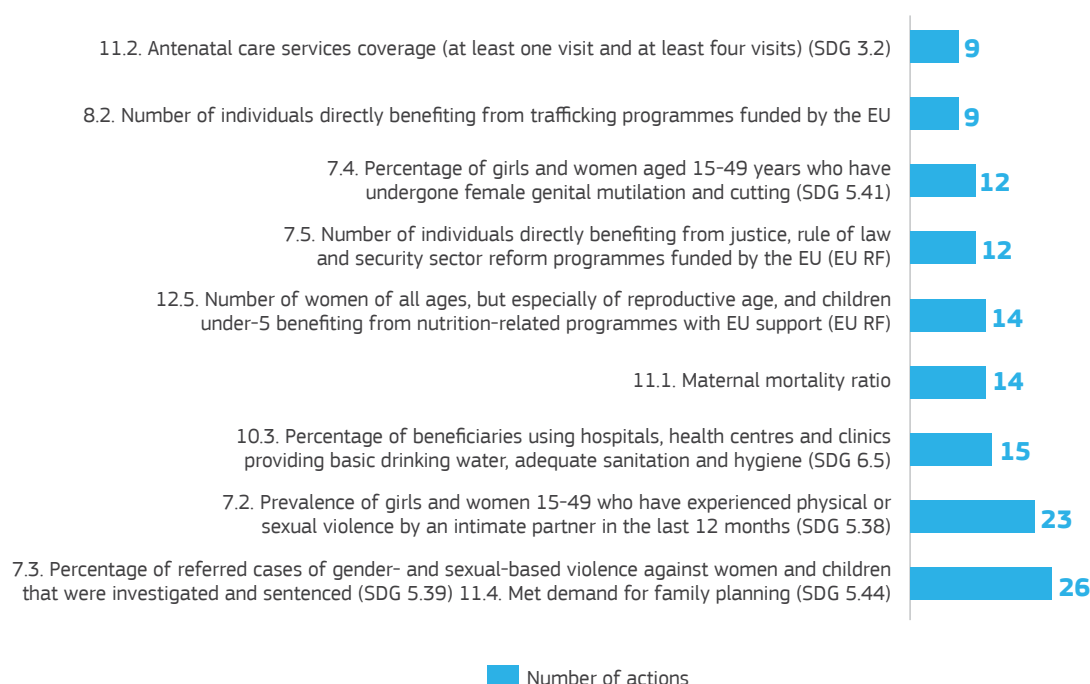 11.2. Antenatal care services coverage (at least one visit and at least four visits) (SDG 3.2)
9
8.2. Number of individuals directly benefiting from trafficking programmes funded by the EU
9
7.4. Percentage of girls and women aged 15-49 years who have
undergone female genital mutilation and cutting (SDG 5.41)
12
7.5. Number of individuals directly benefiting from justice, rule of law
and security sector reform programmes funded by the EU (EU RF)
12
12.5. Number of women of all ages, but especially of reproductive age, and children
under-5 benefiting from nutrition-related programmes with EU support (EU RF)
14
11.1. Maternal mortality ratio
14
10.3. Percentage of beneficiaries using hospitals, health centres and clinics
providing basic drinking water, adequate sanitation and hygiene (SDG 6.5)
15
7.2. Prevalence of girls and women 15-49 who have experienced physical or
sexual violence by an intimate partner in the last 12 months (SDG 5.38)
23
7.3. Percentage of referred cases of gender- and sexual-based violence against women and children
that were investigated and sentenced (SDG 5.39) 11.4. Met demand for family planning (SDG 5.44)
26
Number of actions